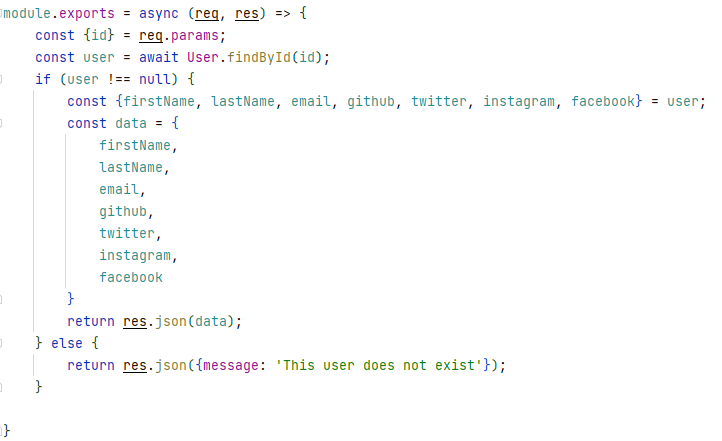 module.exports = async (req, res) => {
    const {id} = req.params;
    const user = await User.findById(id);
    if (user !== null) {
        const {firstName, lastName, email, github, twitter, instagram, facebook} = user;
        const data = {
            firstName,
            lastName,
            email,
            github,
            twitter,
            instagram,
            facebook
        }
        return res.json(data);
    } else {
        return res.json({message: 'This user does not exist'});
    }

}